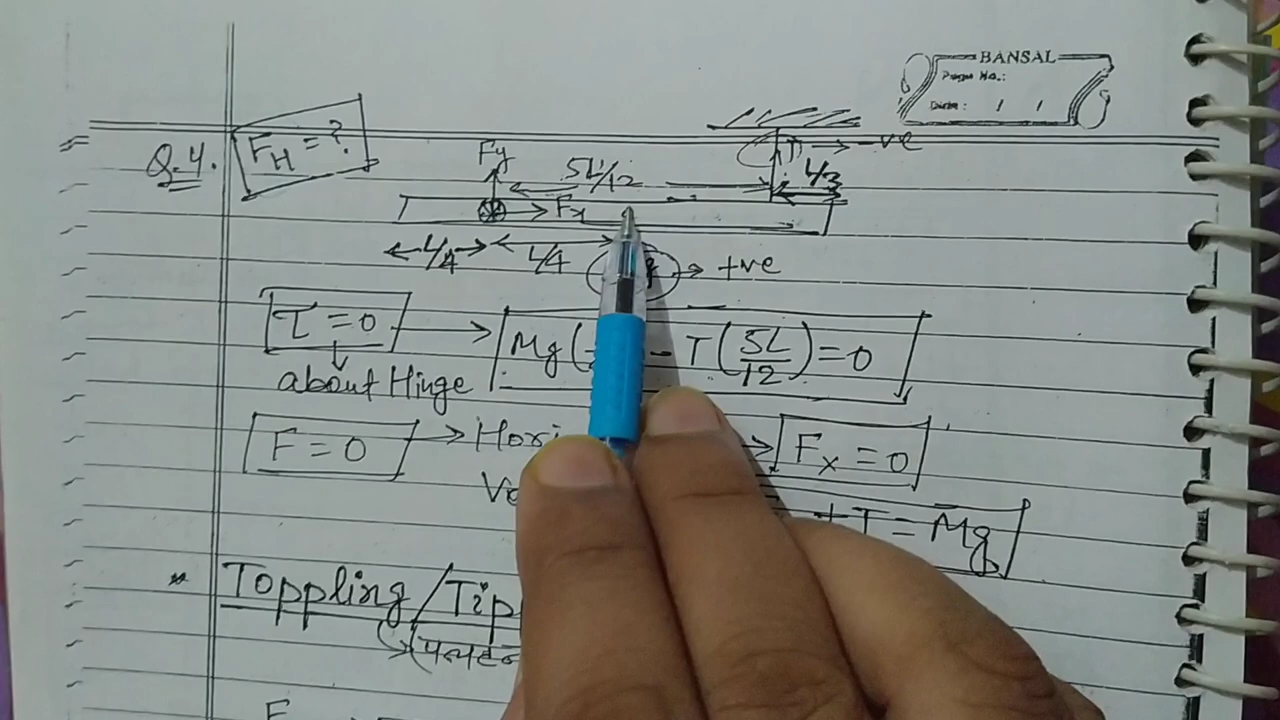 BANSAL
Page No.:
Date : / /
Q.4. F_H = ?
Fy 5L/12 T → -ve
L/3
Fx
L/4 L/4 → +ve
τ = 0 → Mg( - T(5L/12) = 0
about Hinge
F = 0 → Hori → Fx = 0
+ T = Mg
Toppling/Tip
F